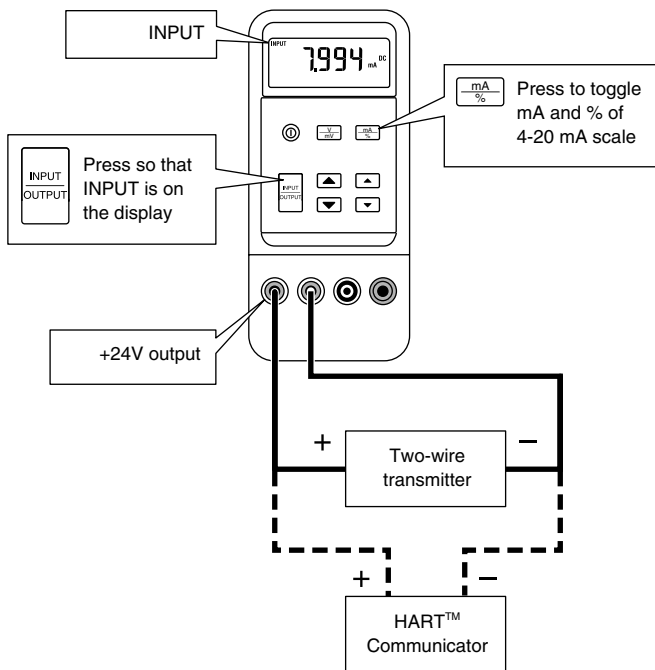 INPUT
INPUT
7.994 mA DC
mA
%
Press to toggle
mA and % of
4-20 mA scale
V
mV
mA
%
INPUT
OUTPUT
Press so that
INPUT is on
the display
INPUT
OUTPUT
+24V output
+
Two-wire
transmitter
−
+
−
HART™
Communicator